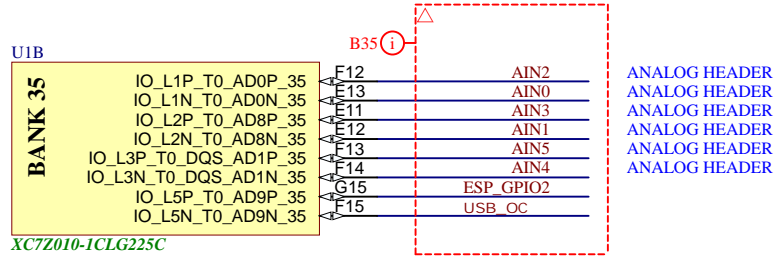 B35 i
U1B
BANK 35
IO_L1P_T0_AD0P_35 F12 AIN2 ANALOG HEADER
IO_L1N_T0_AD0N_35 E13 AIN0 ANALOG HEADER
IO_L2P_T0_AD8P_35 E11 AIN3 ANALOG HEADER
IO_L2N_T0_AD8N_35 E12 AIN1 ANALOG HEADER
IO_L3P_T0_DQS_AD1P_35 F13 AIN5 ANALOG HEADER
IO_L3N_T0_DQS_AD1N_35 F14 AIN4 ANALOG HEADER
IO_L5P_T0_AD9P_35 G15 ESP_GPIO2
IO_L5N_T0_AD9N_35 F15 USB_OC
XC7Z010-1CLG225C